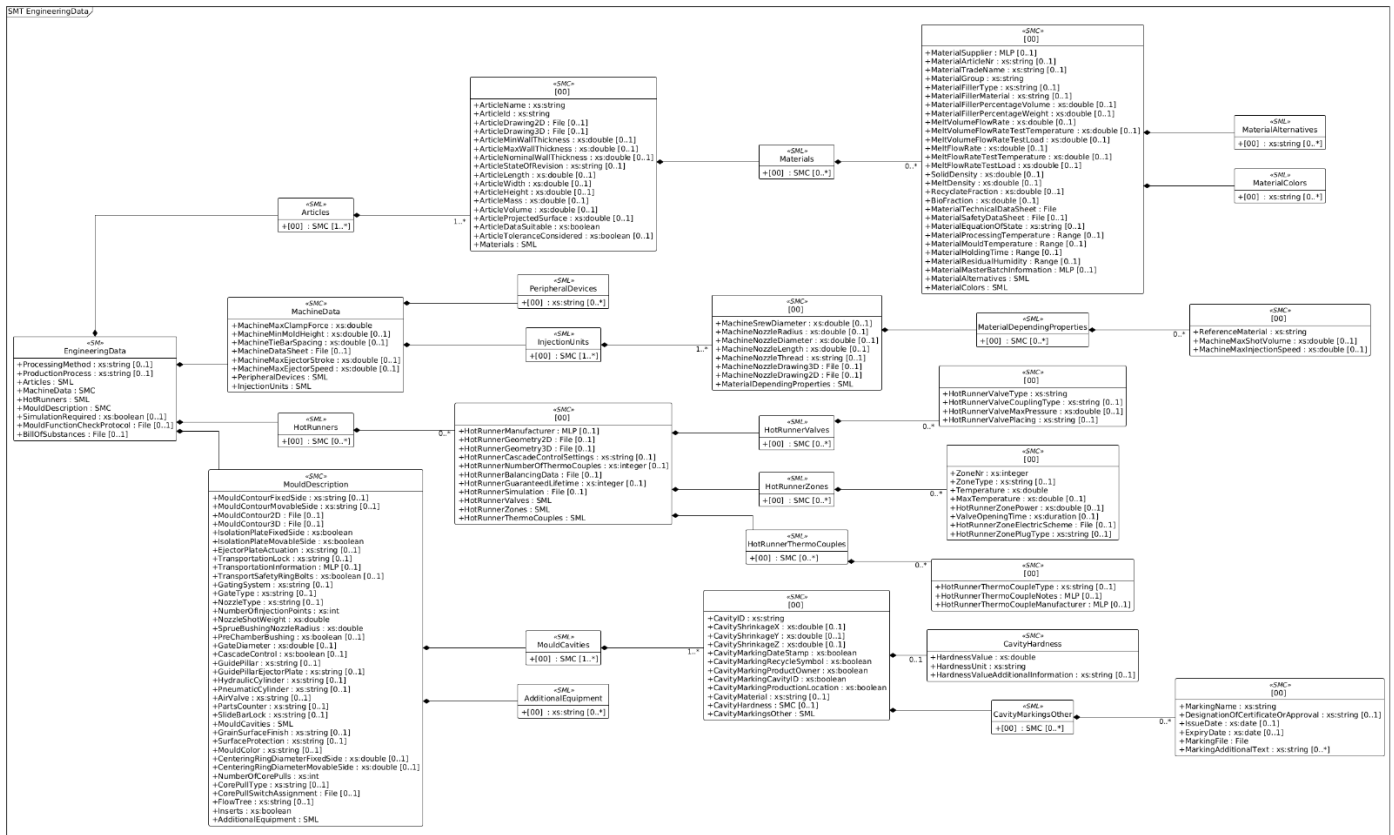 SMT EngineeringData
«SM»
EngineeringData
+ProcessingMethod : xs:string [0..1]
+ProductionProcess : xs:string [0..1]
+Articles : SML
+MachineData : SMC
+HotRunners : SML
+MouldDescription : SMC
+SimulationRequired : xs:boolean [0..1]
+MouldFunctionCheckProtocol : File [0..1]
+BillOfSubstances : File [0..1]
«SML»
Articles
+[00] : SMC [1..*]
1..*
«SMC»
[00]
+ArticleName : xs:string
+ArticleId : xs:string
+ArticleDrawing2D : File [0..1]
+ArticleDrawing3D : File [0..1]
+ArticleMinWallThickness : xs:double [0..1]
+ArticleMaxWallThickness : xs:double [0..1]
+ArticleNominalWallThickness : xs:double [0..1]
+ArticleStateOfRevision : xs:string [0..1]
+ArticleLength : xs:double [0..1]
+ArticleWidth : xs:double [0..1]
+ArticleHeight : xs:double [0..1]
+ArticleMass : xs:double [0..1]
+ArticleVolume : xs:double [0..1]
+ArticleProjectedSurface : xs:double [0..1]
+ArticleDataSuitable : xs:boolean
+ArticleToleranceConsidered : xs:boolean [0..1]
+Materials : SML
«SML»
Materials
+[00] : SMC [0..*]
0..*
«SMC»
[00]
+MaterialSupplier : MLP [0..1]
+MaterialArticleNr : xs:string [0..1]
+MaterialTradeName : xs:string [0..1]
+MaterialGroup : xs:string
+MaterialFillerType : xs:string [0..1]
+MaterialFillerMaterial : xs:string [0..1]
+MaterialFillerPercentageVolume : xs:double [0..1]
+MaterialFillerPercentageWeight : xs:double [0..1]
+MeltVolumeFlowRate : xs:double [0..1]
+MeltVolumeFlowRateTestTemperature : xs:double [0..1]
+MeltVolumeFlowRateTestLoad : xs:double [0..1]
+MeltFlowRate : xs:double [0..1]
+MeltFlowRateTestTemperature : xs:double [0..1]
+MeltFlowRateTestLoad : xs:double [0..1]
+SolidDensity : xs:double [0..1]
+MeltDensity : xs:double [0..1]
+RecyclateFraction : xs:double [0..1]
+BioFraction : xs:double [0..1]
+MaterialTechnicalDataSheet : File
+MaterialSafetyDataSheet : File [0..1]
+MaterialEquationOfState : xs:string [0..1]
+MaterialProcessingTemperature : Range [0..1]
+MaterialMouldTemperature : Range [0..1]
+MaterialHoldingTime : Range [0..1]
+MaterialResidualHumidity : Range [0..1]
+MaterialMasterBatchInformation : MLP [0..1]
+MaterialAlternatives : SML
+MaterialColors : SML
«SML»
MaterialAlternatives
+[00] : xs:string [0..*]
«SML»
MaterialColors
+[00] : xs:string [0..*]
«SMC»
MachineData
+MachineMaxClampForce : xs:double
+MachineMinMoldHeight : xs:double [0..1]
+MachineTieBarSpacing : xs:double [0..1]
+MachineDataSheet : File [0..1]
+MachineMaxEjectorStroke : xs:double [0..1]
+MachineMaxEjectorSpeed : xs:double [0..1]
+PeripheralDevices : SML
+InjectionUnits : SML
«SML»
PeripheralDevices
+[00] : xs:string [0..*]
«SML»
InjectionUnits
+[00] : SMC [1..*]
1..*
«SMC»
[00]
+MachineSrewDiameter : xs:double [0..1]
+MachineNozzleRadius : xs:double [0..1]
+MachineNozzleDiameter : xs:double [0..1]
+MachineNozzleLength : xs:double [0..1]
+MachineNozzleThread : xs:string [0..1]
+MachineNozzleDrawing3D : File [0..1]
+MachineNozzleDrawing2D : File [0..1]
+MaterialDependingProperties : SML
«SML»
MaterialDependingProperties
+[00] : SMC [0..*]
0..*
«SMC»
[00]
+ReferenceMaterial : xs:string
+MachineMaxShotVolume : xs:double [0..1]
+MachineMaxInjectionSpeed : xs:double [0..1]
«SML»
HotRunners
+[00] : SMC [0..*]
0..*
«SMC»
[00]
+HotRunnerManufacturer : MLP [0..1]
+HotRunnerGeometry2D : File [0..1]
+HotRunnerGeometry3D : File [0..1]
+HotRunnerCascadeControlSettings : xs:string [0..1]
+HotRunnerNumberOfThermoCouples : xs:integer [0..1]
+HotRunnerBalancingData : File [0..1]
+HotRunnerGuaranteedLifetime : xs:integer [0..1]
+HotRunnerSimulation : File [0..1]
+HotRunnerValves : SML
+HotRunnerZones : SML
+HotRunnerThermoCouples : SML
«SML»
HotRunnerValves
+[00] : SMC [0..*]
0..*
«SMC»
[00]
+HotRunnerValveType : xs:string
+HotRunnerValveCouplingType : xs:string [0..1]
+HotRunnerValveMaxPressure : xs:double [0..1]
+HotRunnerValvePlacing : xs:string [0..1]
«SML»
HotRunnerZones
+[00] : SMC [0..*]
0..*
«SMC»
[00]
+ZoneNr : xs:integer
+ZoneType : xs:string [0..1]
+Temperature : xs:double
+MaxTemperature : xs:double [0..1]
+HotRunnerZonePower : xs:double [0..1]
+ValveOpeningTime : xs:duration [0..1]
+HotRunnerZoneElectricScheme : File [0..1]
+HotRunnerZonePlugType : xs:string [0..1]
«SML»
HotRunnerThermoCouples
+[00] : SMC [0..*]
0..*
«SMC»
[00]
+HotRunnerThermoCoupleType : xs:string [0..1]
+HotRunnerThermoCoupleNotes : MLP [0..1]
+HotRunnerThermoCoupleManufacturer : MLP [0..1]
«SMC»
MouldDescription
+MouldContourFixedSide : xs:string [0..1]
+MouldContourMovableSide : xs:string [0..1]
+MouldContour2D : File [0..1]
+MouldContour3D : File [0..1]
+IsolationPlateFixedSide : xs:boolean
+IsolationPlateMovableSide : xs:boolean
+EjectorPlateActuation : xs:string [0..1]
+TransportationLock : xs:string [0..1]
+TransportationInformation : MLP [0..1]
+TransportSafetyRingBolts : xs:boolean [0..1]
+GatingSystem : xs:string [0..1]
+GateType : xs:string [0..1]
+NozzleType : xs:string [0..1]
+NumberOfInjectionPoints : xs:int
+NozzleShotWeight : xs:double
+SprueBushingNozzleRadius : xs:double
+PreChamberBushing : xs:boolean [0..1]
+GateDiameter : xs:double [0..1]
+CascadeControl : xs:boolean [0..1]
+GuidePillar : xs:string [0..1]
+GuidePillarEjectorPlate : xs:string [0..1]
+HydraulicCylinder : xs:string [0..1]
+PneumaticCylinder : xs:string [0..1]
+AirValve : xs:string [0..1]
+PartsCounter : xs:string [0..1]
+SlideBarLock : xs:string [0..1]
+MouldCavities : SML
+GrainSurfaceFinish : xs:string [0..1]
+SurfaceProtection : xs:string [0..1]
+MouldColor : xs:string [0..1]
+CenteringRingDiameterFixedSide : xs:double [0..1]
+CenteringRingDiameterMovableSide : xs:double [0..1]
+NumberOfCorePulls : xs:int
+CorePullType : xs:string [0..1]
+CorePullSwitchAssignment : File [0..1]
+FlowTree : xs:string [0..1]
+Inserts : xs:boolean
+AdditionalEquipment : SML
«SML»
MouldCavities
+[00] : SMC [1..*]
1..*
«SML»
AdditionalEquipment
+[00] : xs:string [0..*]
«SMC»
[00]
+CavityID : xs:string
+CavityShrinkageX : xs:double [0..1]
+CavityShrinkageY : xs:double [0..1]
+CavityShrinkageZ : xs:double [0..1]
+CavityMarkingDateStamp : xs:boolean
+CavityMarkingRecycleSymbol : xs:boolean
+CavityMarkingProductOwner : xs:boolean
+CavityMarkingCavityID : xs:boolean
+CavityMarkingProductionLocation : xs:boolean
+CavityMaterial : xs:string [0..1]
+CavityHardness : SMC [0..1]
+CavityMarkingsOther : SML
0..1
«SMC»
CavityHardness
+HardnessValue : xs:double
+HardnessUnit : xs:string
+HardnessValueAdditionalInformation : xs:string [0..1]
«SML»
CavityMarkingsOther
+[00] : SMC [0..*]
0..*
«SMC»
[00]
+MarkingName : xs:string
+DesignationOfCertificateOrApproval : xs:string [0..1]
+IssueDate : xs:date [0..1]
+ExpiryDate : xs:date [0..1]
+MarkingFile : File
+MarkingAdditionalText : xs:string [0..*]